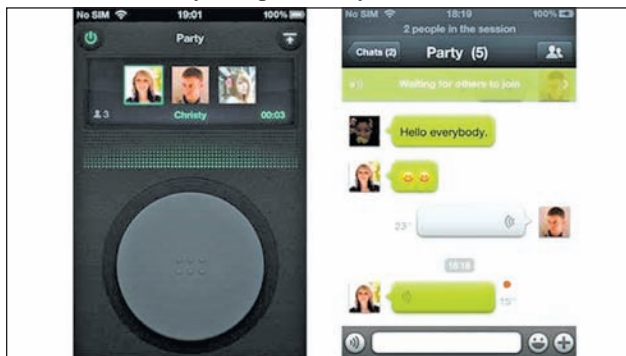 No SIM 19:01 100%
Party
3 Christy 00:03
No SIM 18:19 100%
2 people in the session
Chats (2) Party (5)
Waiting for others to join
Hello everybody.
23"
18:18
15"